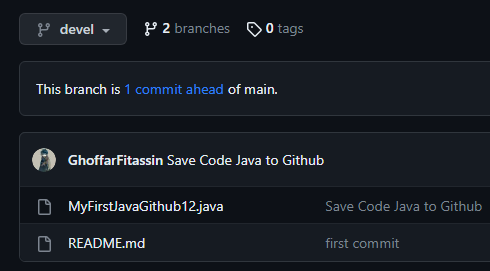 devel 2 branches 0 tags
This branch is 1 commit ahead of main.
GhoffarFitassin Save Code Java to Github
MyFirstJavaGithub12.java Save Code Java to Github
README.md first commit